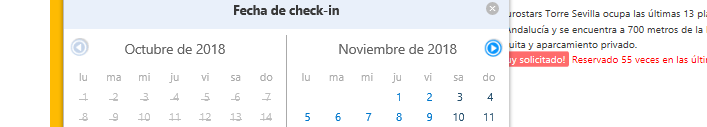 Fecha de check-in
Octubre de 2018
lu ma mi ju vi sa do
1 2 3 4 5 6 7
8 9 10 11 12 13 14
Noviembre de 2018
lu ma mi ju vi sa do
1 2 3 4
5 6 7 8 9 10 11
urostars Torre Sevilla ocupa las últimas 13 pl
Andalucía y se encuentra a 700 metros de la
uita y aparcamiento privado.
uy solicitado! Reservado 55 veces en las últi